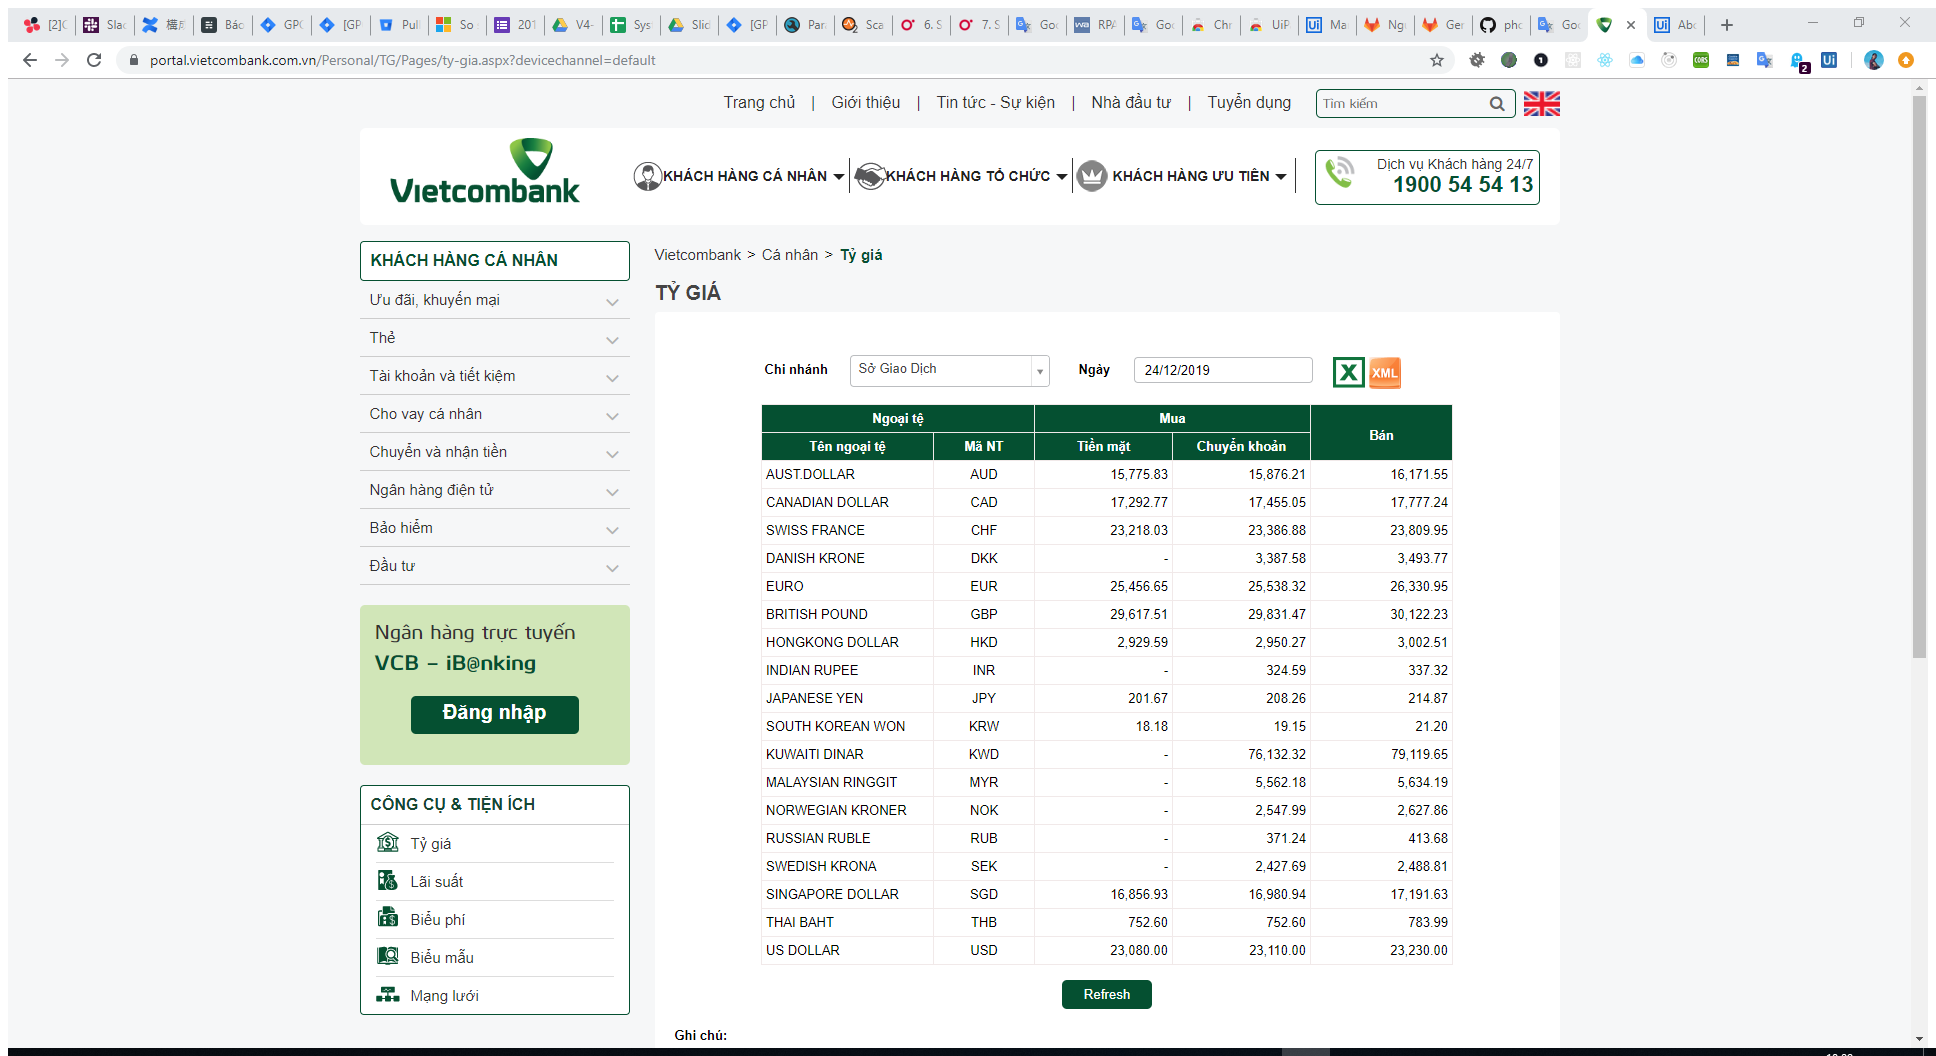 [2]( Slac 橫 Báo GPC [GP Pull So 201 V4- Sys Slid [GP Par Sca 6. S 7. S Goo RPA Goo Chr UiP Ma Ngu Ger pho Goo Abo
portal.vietcombank.com.vn/Personal/TG/Pages/ty-gia.aspx?devicechannel=default
Trang chủ | Giới thiệu | Tin tức - Sự kiện | Nhà đầu tư | Tuyển dụng Tìm kiếm
Vietcombank
KHÁCH HÀNG CÁ NHÂN KHÁCH HÀNG TỔ CHỨC KHÁCH HÀNG ƯU TIÊN
Dịch vụ Khách hàng 24/7
1900 54 54 13
KHÁCH HÀNG CÁ NHÂN
Ưu đãi, khuyến mại
Thẻ
Tài khoản và tiết kiệm
Cho vay cá nhân
Chuyển và nhận tiền
Ngân hàng điện tử
Bảo hiểm
Đầu tư
Ngân hàng trực tuyến
VCB – iB@nking
Đăng nhập
CÔNG CỤ & TIỆN ÍCH
Tỷ giá
Lãi suất
Biểu phí
Biểu mẫu
Mạng lưới
Vietcombank > Cá nhân > Tỷ giá
TỶ GIÁ
Chi nhánh Sở Giao Dịch Ngày 24/12/2019 X XML
Ngoại tệ Mua Bán
Tên ngoại tệ Mã NT Tiền mặt Chuyển khoản
AUST.DOLLAR AUD 15,775.83 15,876.21 16,171.55
CANADIAN DOLLAR CAD 17,292.77 17,455.05 17,777.24
SWISS FRANCE CHF 23,218.03 23,386.88 23,809.95
DANISH KRONE DKK - 3,387.58 3,493.77
EURO EUR 25,456.65 25,538.32 26,330.95
BRITISH POUND GBP 29,617.51 29,831.47 30,122.23
HONGKONG DOLLAR HKD 2,929.59 2,950.27 3,002.51
INDIAN RUPEE INR - 324.59 337.32
JAPANESE YEN JPY 201.67 208.26 214.87
SOUTH KOREAN WON KRW 18.18 19.15 21.20
KUWAITI DINAR KWD - 76,132.32 79,119.65
MALAYSIAN RINGGIT MYR - 5,562.18 5,634.19
NORWEGIAN KRONER NOK - 2,547.99 2,627.86
RUSSIAN RUBLE RUB - 371.24 413.68
SWEDISH KRONA SEK - 2,427.69 2,488.81
SINGAPORE DOLLAR SGD 16,856.93 16,980.94 17,191.63
THAI BAHT THB 752.60 752.60 783.99
US DOLLAR USD 23,080.00 23,110.00 23,230.00
Refresh
Ghi chú: